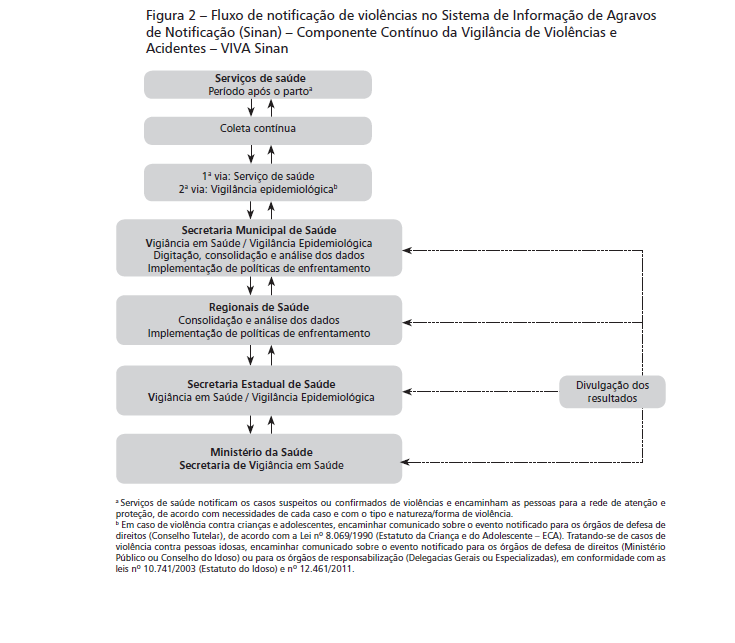 Figura 2 – Fluxo de notificação de violências no Sistema de Informação de Agravos
de Notificação (Sinan) – Componente Contínuo da Vigilância de Violências e
Acidentes – VIVA Sinan
Serviços de saúde
Período após o partoª
Coleta contínua
1ª via: Serviço de saúde
2ª via: Vigilância epidemiológicaᵇ
Secretaria Municipal de Saúde
Vigiância em Saúde / Vigilância Epidemiológica
Digitação, consolidação e análise dos dados
Implementação de políticas de enfrentamento
Regionais de Saúde
Consolidação e análise dos dados
Implementação de políticas de enfrentamento
Secretaria Estadual de Saúde
Vigiância em Saúde / Vigilância Epidemiológica
Divulgação dos
resultados
Ministério da Saúde
Secretaria de Vigiância em Saúde
ª Serviços de saúde notificam os casos suspeitos ou confirmados de violências e encaminham as pessoas para a rede de atenção e
proteção, de acordo com necessidades de cada caso e com o tipo e natureza/forma de violência.
ᵇ Em caso de violência contra crianças e adolescentes, encaminhar comunicado sobre o evento notificado para os órgãos de defesa de
direitos (Conselho Tutelar), de acordo com a Lei nº 8.069/1990 (Estatuto da Criança e do Adolescente – ECA). Tratando-se de casos de
violência contra pessoas idosas, encaminhar comunicado sobre o evento notificado para os órgãos de defesa de direitos (Ministério
Público ou Conselho do Idoso) ou para os órgãos de responsabilização (Delegacias Gerais ou Especializadas), em conformidade com as
leis nº 10.741/2003 (Estatuto do Idoso) e nº 12.461/2011.